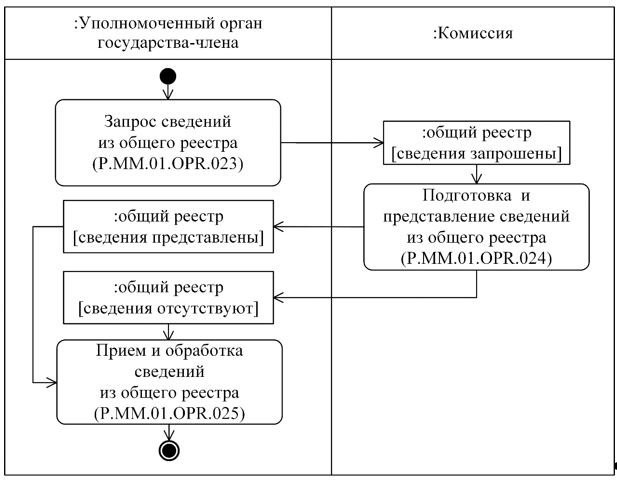 :Уполномоченный орган
государства-члена
:Комиссия
Запрос сведений
из общего реестра
(P.MM.01.OPR.023)
:общий реестр
[сведения запрошены]
Подготовка и
представление сведений
из общего реестра
(P.MM.01.OPR.024)
:общий реестр
[сведения представлены]
:общий реестр
[сведения отсутствуют]
Прием и обработка
сведений
из общего реестра
(P.MM.01.OPR.025)